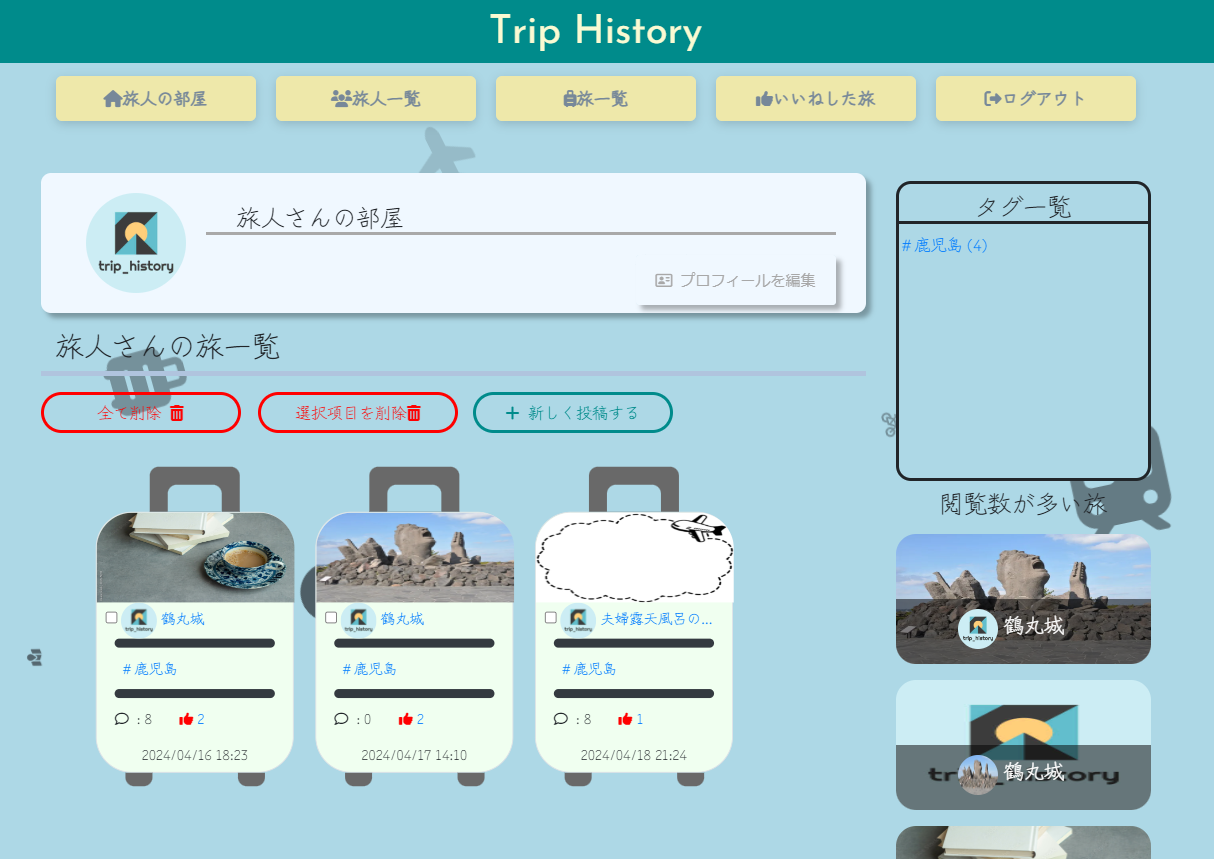 Trip History
旅人の部屋
旅人一覧
旅一覧
いいねした旅
ログアウト
trip_history
旅人さんの部屋
プロフィールを編集
旅人さんの旅一覧
全て削除
選択項目を削除
+ 新しく投稿する
鶴丸城
#鹿児島
: 8
2
2024/04/16 18:23
鶴丸城
#鹿児島
: 0
2
2024/04/17 14:10
夫婦露天風呂の...
#鹿児島
: 8
1
2024/04/18 21:24
タグ一覧
#鹿児島 (4)
閲覧数が多い旅
trip_history
鶴丸城
鶴丸城